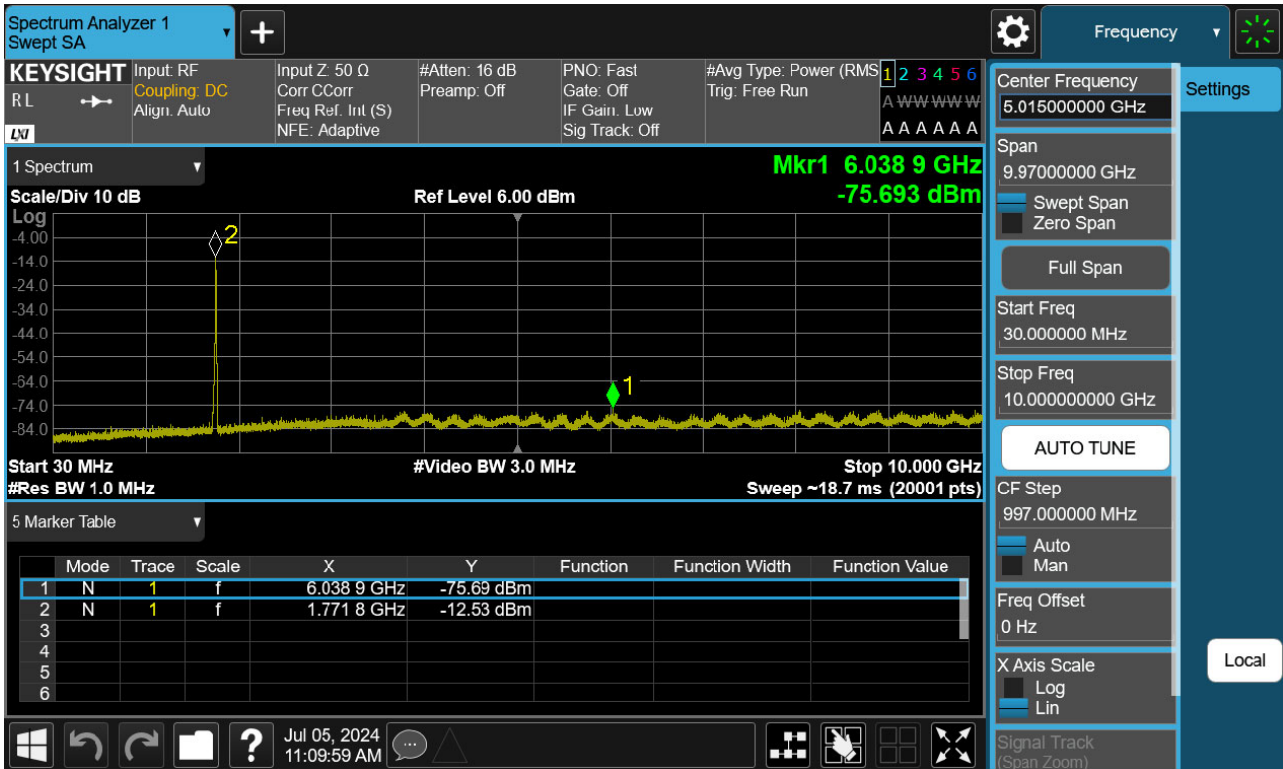 Spectrum Analyzer 1
Swept SA
+
Frequency
KEYSIGHT
R L
LXI
Input: RF
Coupling: DC
Align: Auto
Input Z: 50 Ω
Corr CCorr
Freq Ref: Int (S)
NFE: Adaptive
#Atten: 16 dB
Preamp: Off
PNO: Fast
Gate: Off
IF Gain: Low
Sig Track: Off
#Avg Type: Power (RMS
Trig: Free Run
1 2 3 4 5 6
A W W W W W
A A A A A A
1 Spectrum
Mkr1 6.038 9 GHz
Scale/Div 10 dB
Ref Level 6.00 dBm
-75.693 dBm
Log
-4.00
-14.0
-24.0
-34.0
-44.0
-54.0
-64.0
-74.0
-84.0
2
1
Start 30 MHz
#Video BW 3.0 MHz
Stop 10.000 GHz
#Res BW 1.0 MHz
Sweep ~18.7 ms (20001 pts)
5 Marker Table
Mode Trace Scale X Y Function Function Width Function Value
1 N 1 f 6.038 9 GHz -75.69 dBm
2 N 1 f 1.771 8 GHz -12.53 dBm
3
4
5
6
?
Jul 05, 2024
11:09:59 AM
Center Frequency
5.015000000 GHz
Span
9.97000000 GHz
Swept Span
Zero Span
Full Span
Start Freq
30.000000 MHz
Stop Freq
10.000000000 GHz
AUTO TUNE
CF Step
997.000000 MHz
Auto
Man
Freq Offset
0 Hz
X Axis Scale
Log
Lin
Signal Track
(Span Zoom)
Settings
Local